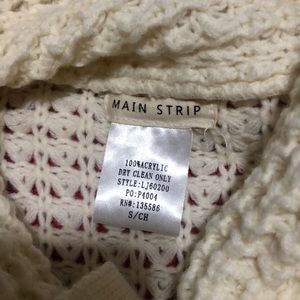 MAIN STRIP
100%ACRYLIC
DRY CLEAN ONLY
STYLE:LJ60200
PO:P4004
RN#:135586
S/CH